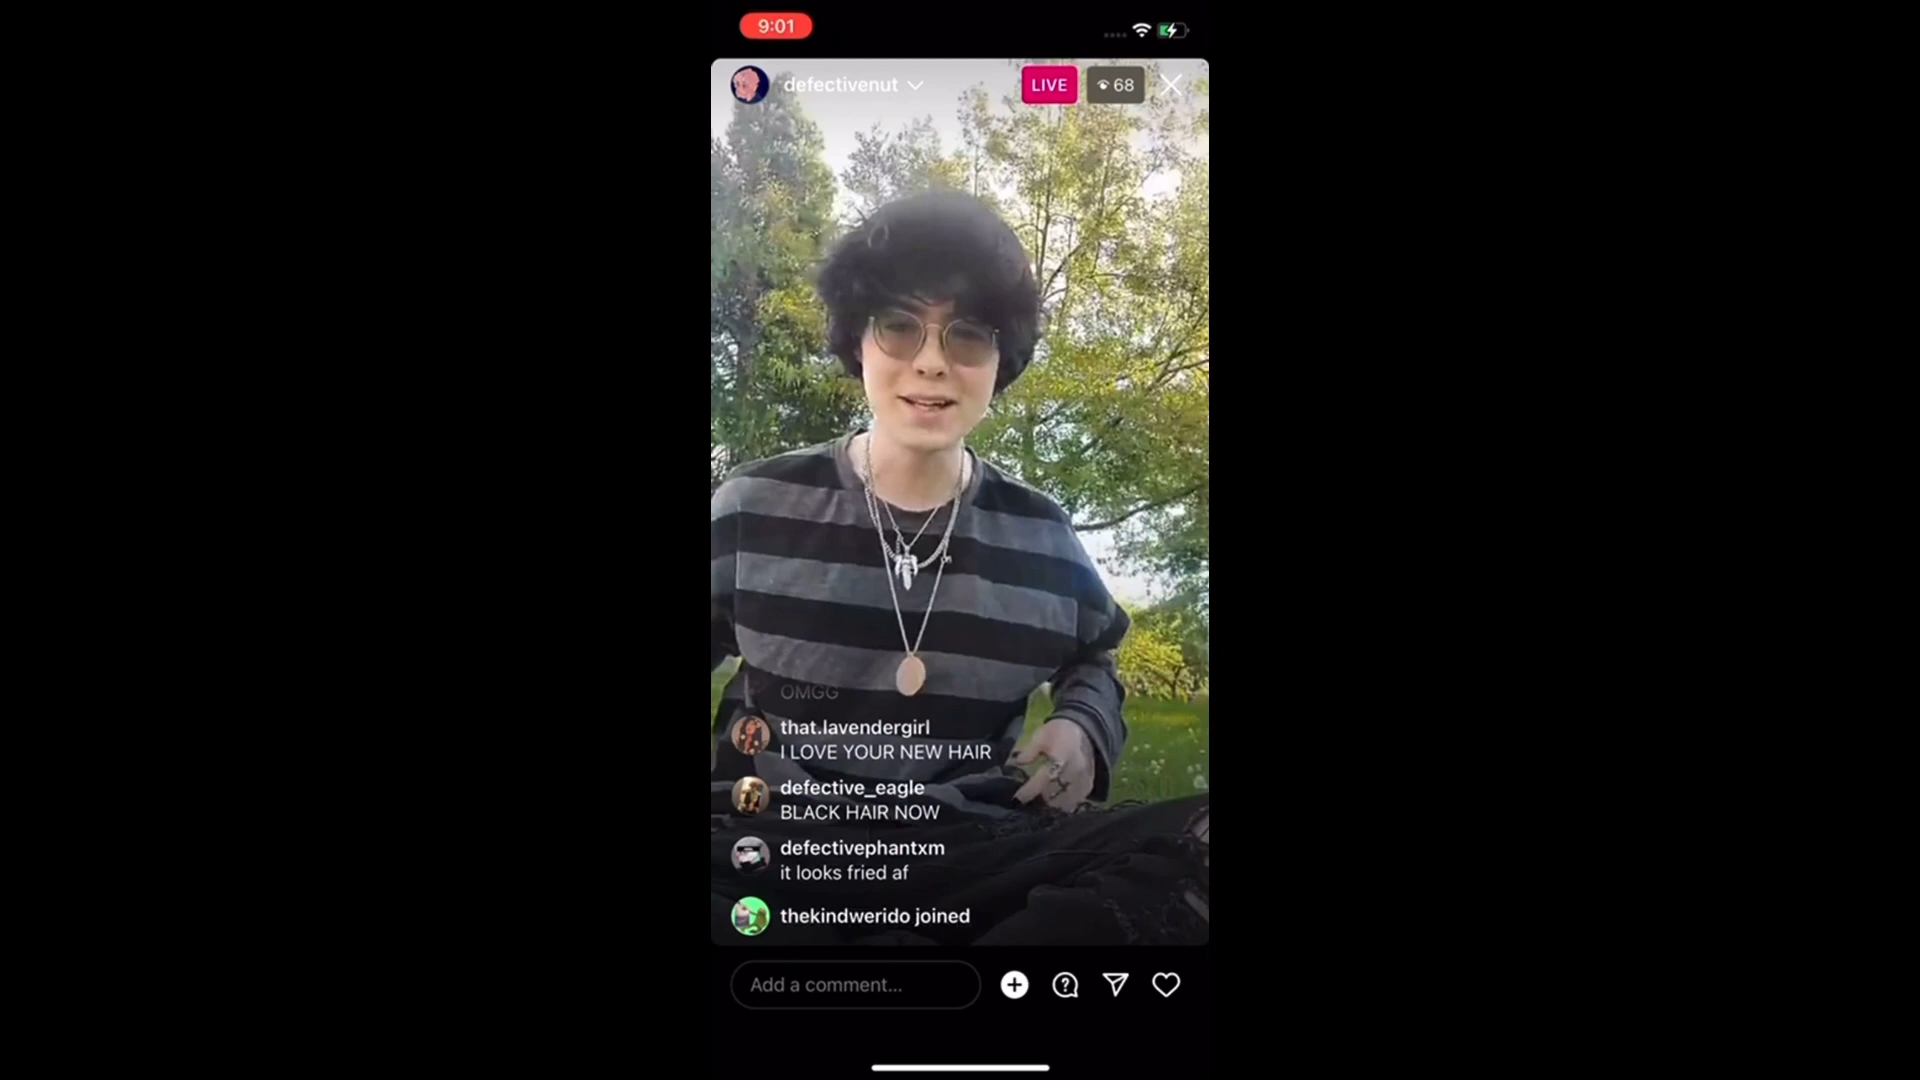 9:01
defectivenut
LIVE
68
OMGG
that.lavendergirl
I LOVE YOUR NEW HAIR
defective_eagle
BLACK HAIR NOW
defectivephantxm
it looks fried af
thekindwerido joined
Add a comment...